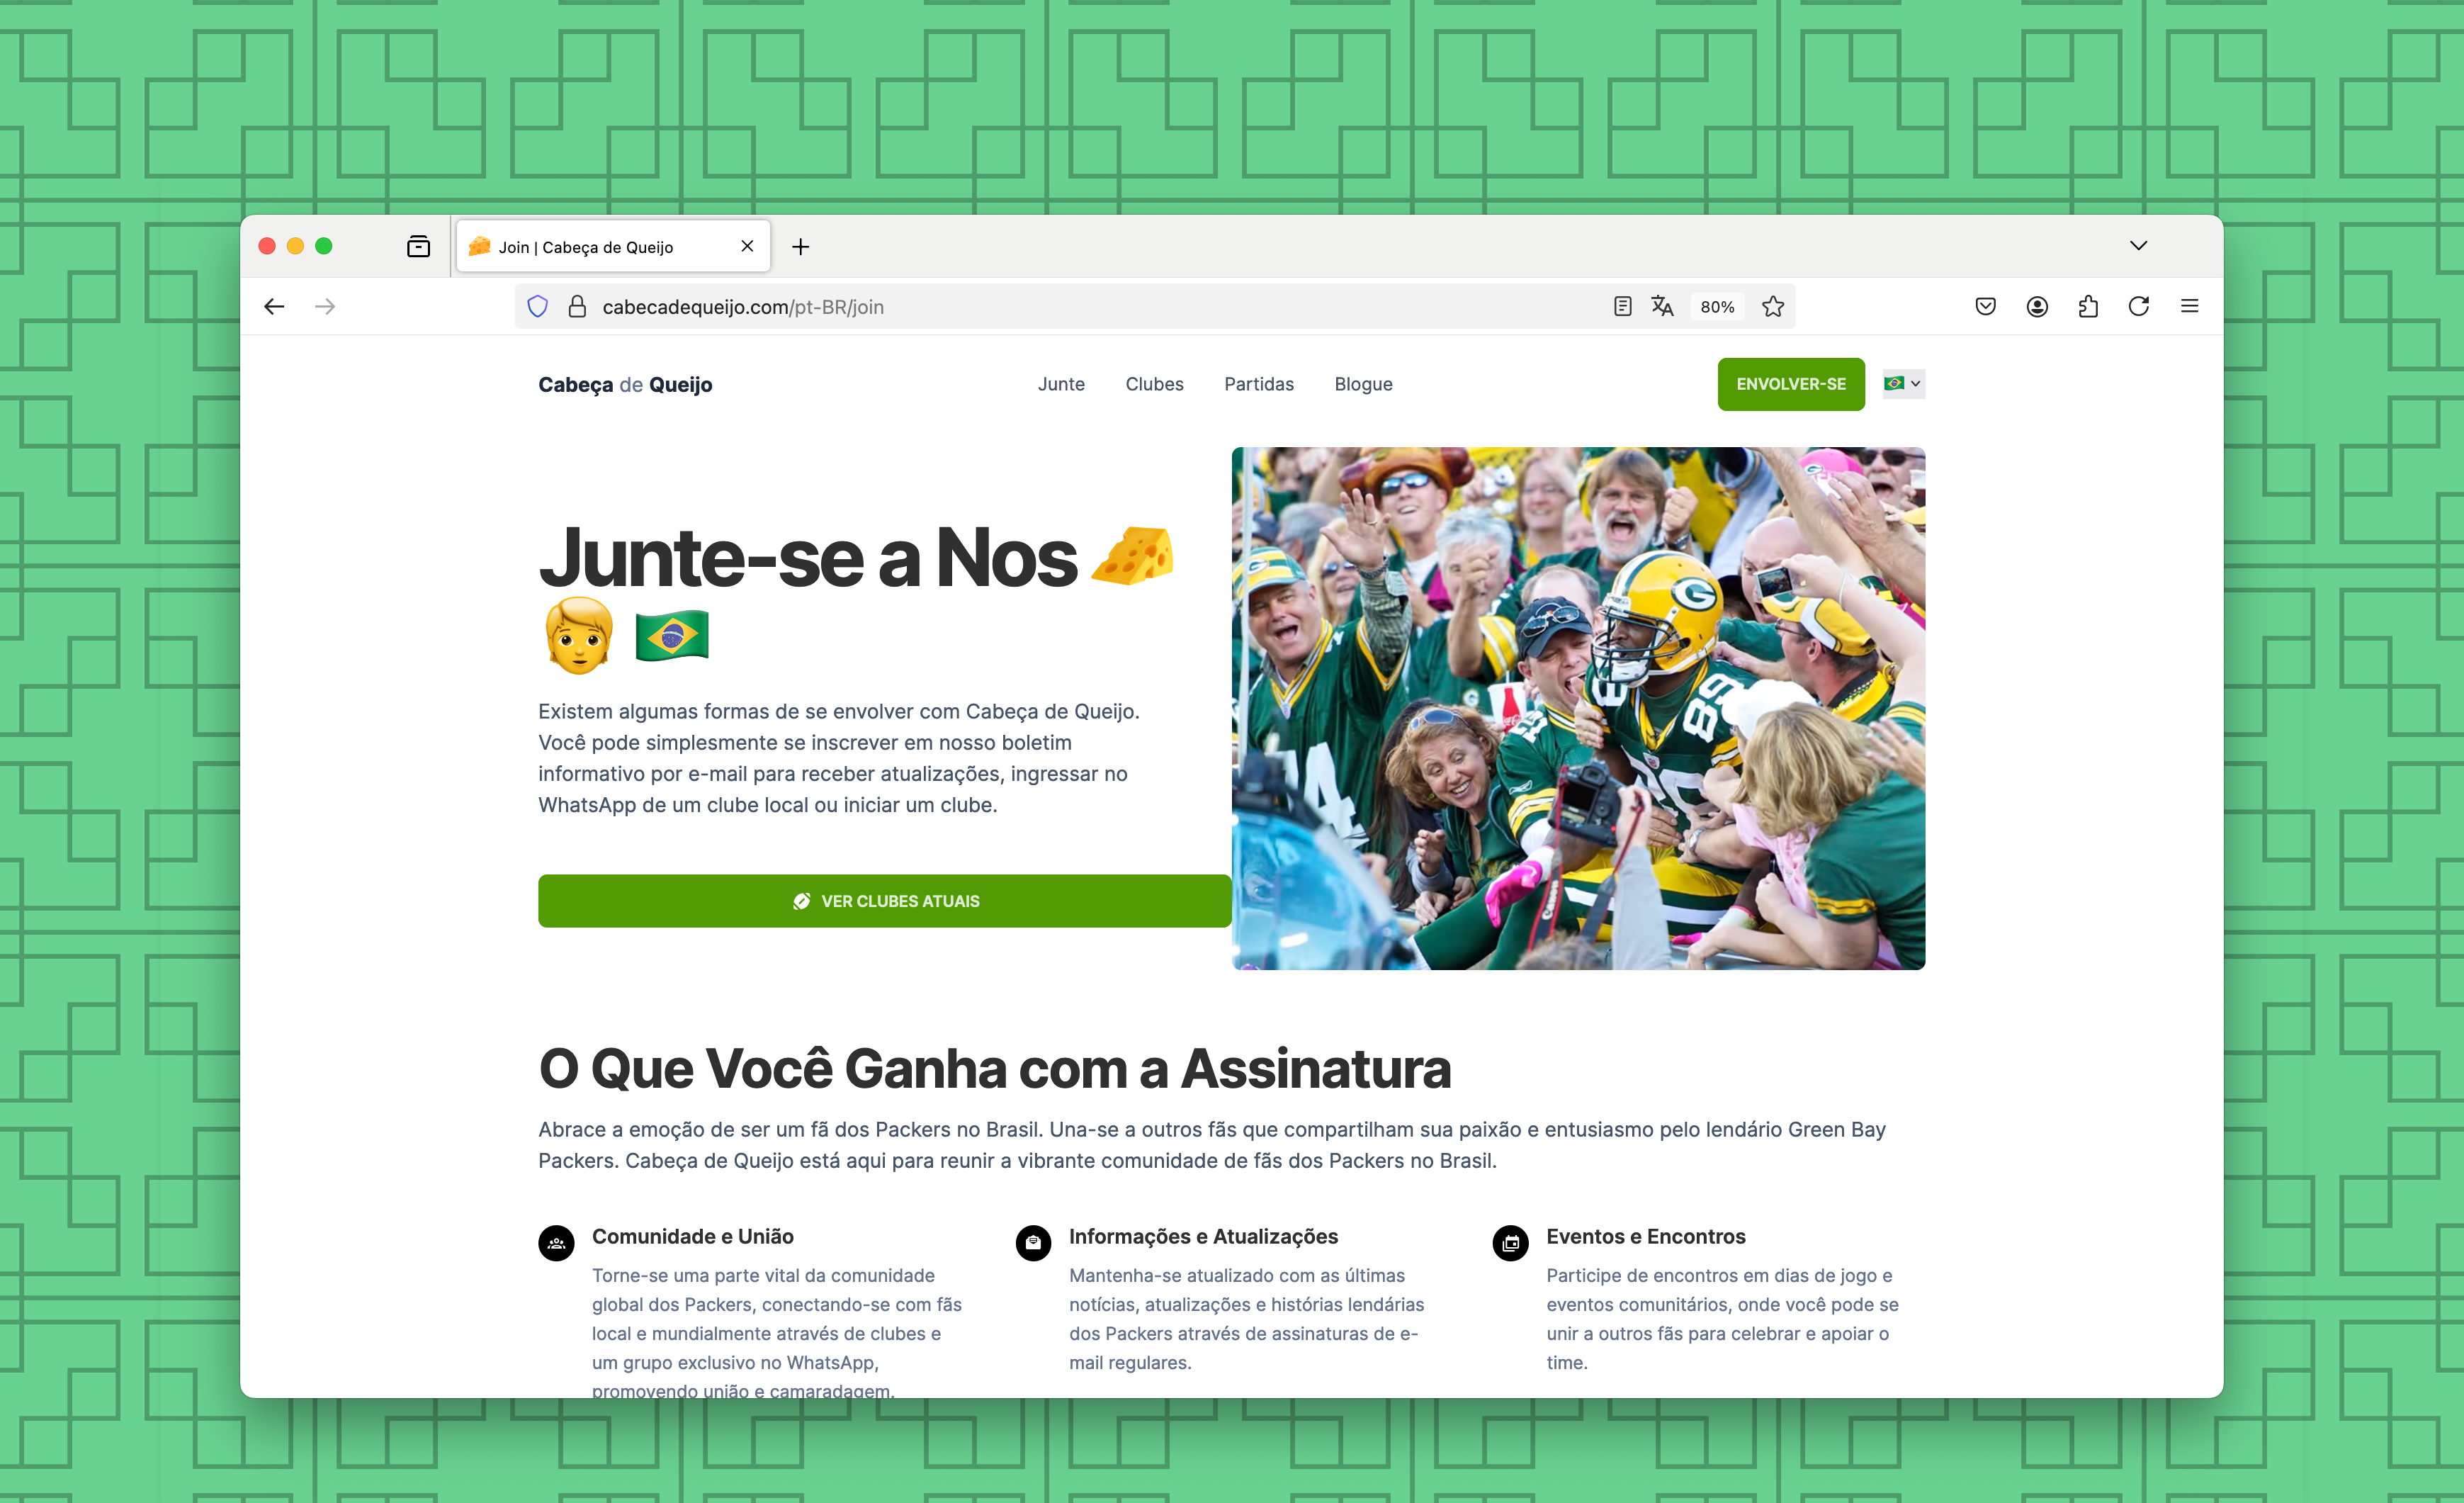 Join | Cabeça de Queijo
cabecadequeijo.com/pt-BR/join
80%
Cabeça de Queijo
Junte
Clubes
Partidas
Blogue
ENVOLVER-SE
Junte-se a Nos
Existem algumas formas de se envolver com Cabeça de Queijo.
Você pode simplesmente se inscrever em nosso boletim
informativo por e-mail para receber atualizações, ingressar no
WhatsApp de um clube local ou iniciar um clube.
VER CLUBES ATUAIS
G
89
4
O Que Você Ganha com a Assinatura
Abrace a emoção de ser um fã dos Packers no Brasil. Una-se a outros fãs que compartilham sua paixão e entusiasmo pelo lendário Green Bay
Packers. Cabeça de Queijo está aqui para reunir a vibrante comunidade de fãs dos Packers no Brasil.
Comunidade e União
Torne-se uma parte vital da comunidade
global dos Packers, conectando-se com fãs
local e mundialmente através de clubes e
um grupo exclusivo no WhatsApp,
promovendo união e camaradagem.
Informações e Atualizações
Mantenha-se atualizado com as últimas
notícias, atualizações e histórias lendárias
dos Packers através de assinaturas de e-
mail regulares.
Eventos e Encontros
Participe de encontros em dias de jogo e
eventos comunitários, onde você pode se
unir a outros fãs para celebrar e apoiar o
time.